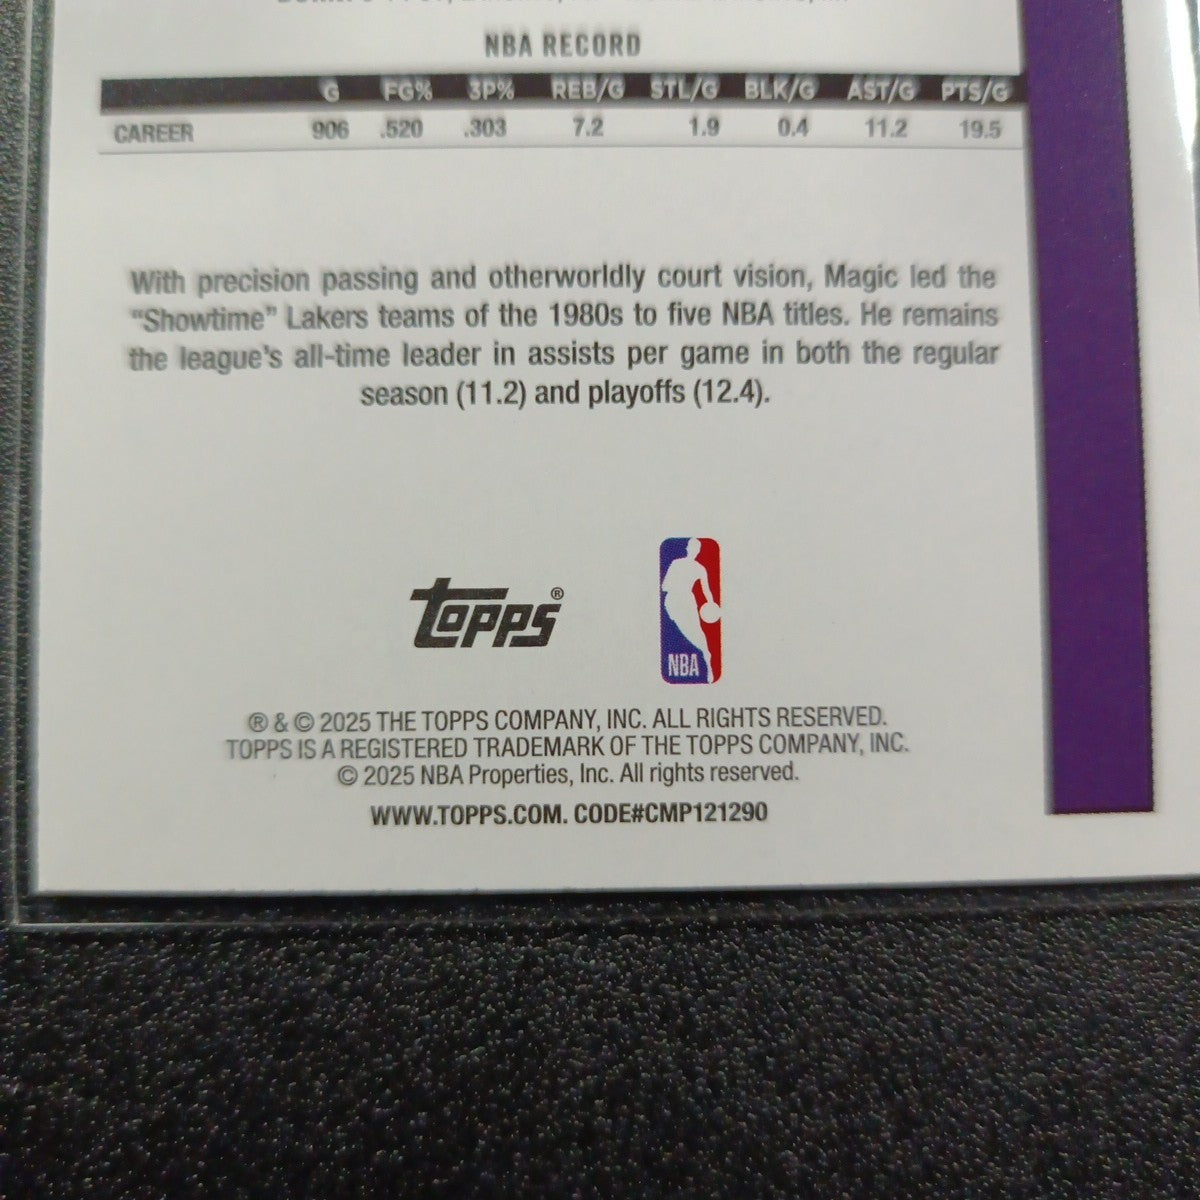 NBA RECORD
G FG% 3P% REB/G STL/G BLK/G AST/G PTS/G
CAREER 906 .520 .303 7.2 1.9 0.4 11.2 19.5
With precision passing and otherworldly court vision, Magic led the
"Showtime" Lakers teams of the 1980s to five NBA titles. He remains
the league's all-time leader in assists per game in both the regular
season (11.2) and playoffs (12.4).
Topps®
NBA
® & © 2025 THE TOPPS COMPANY, INC. ALL RIGHTS RESERVED.
TOPPS IS A REGISTERED TRADEMARK OF THE TOPPS COMPANY, INC.
© 2025 NBA Properties, Inc. All rights reserved.
WWW.TOPPS.COM. CODE#CMP121290